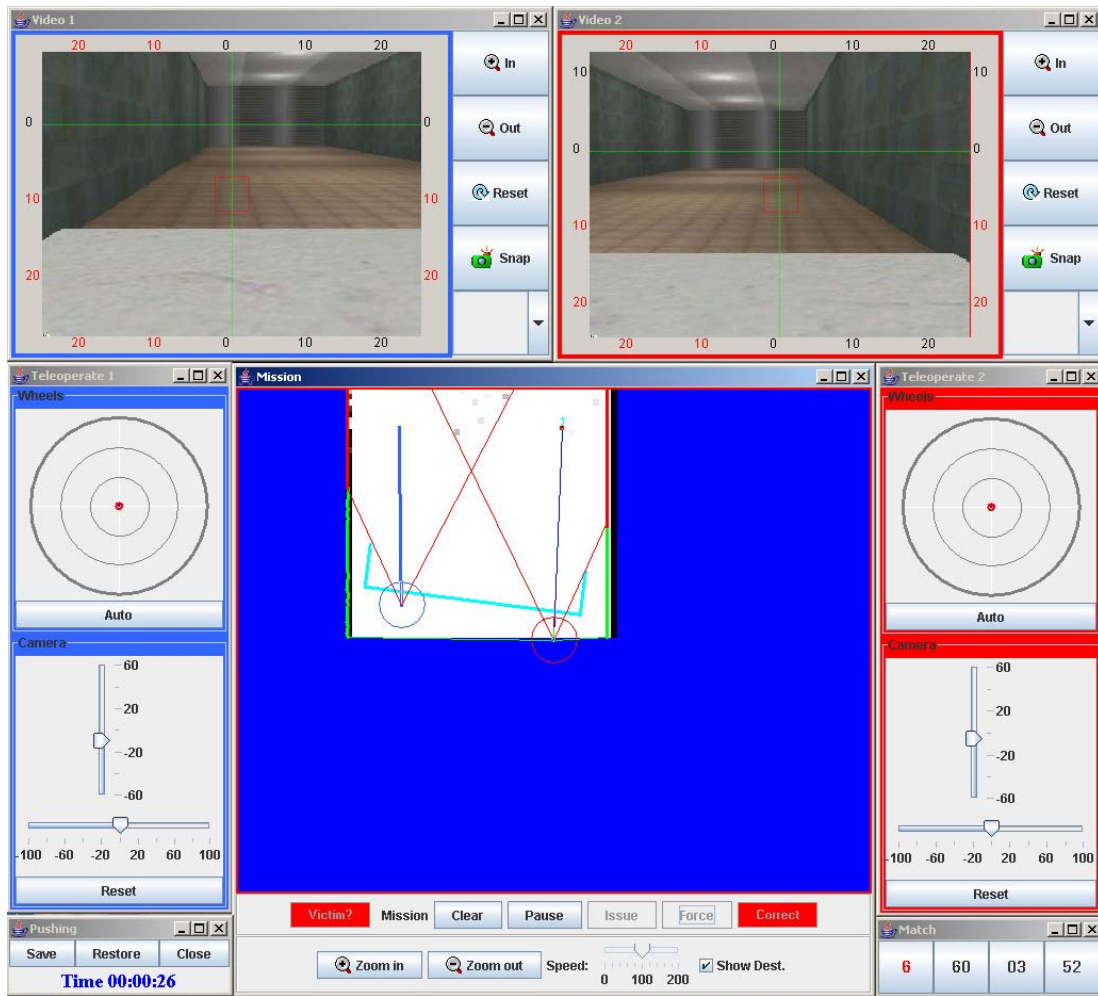 Video 1
20 10 0 10 20
0 0
10 10
20 20
20 10 0 10 20
In
Out
Reset
Snap
Video 2
20 10 0 10 20
10 10
0 0
10 10
20 20
20 10 0 10 20
In
Out
Reset
Snap
Teleoperate 1
Wheels
Auto
Camera
60
20
-20
-60
-100 -60 -20 20 60 100
Reset
Mission
Victim? Mission Clear Pause Issue Force Correct
Zoom in Zoom out Speed: 0 100 200 Show Dest.
Teleoperate 2
Wheels
Auto
Camera
60
20
-20
-60
-100 -60 -20 20 60 100
Reset
Pushing
Save Restore Close
Time 00:00:26
Match
6 60 03 52